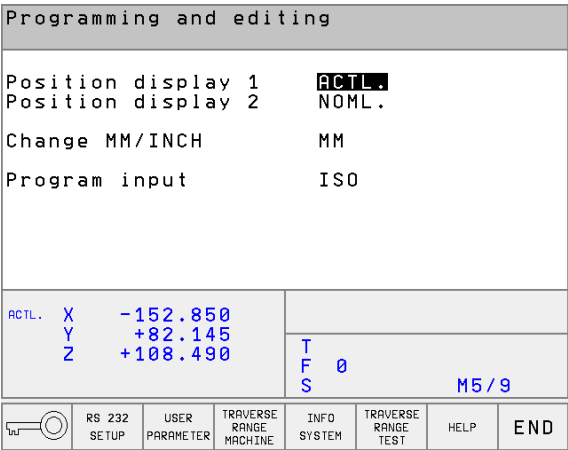 Programming and editing
Position display 1 ACTL.
Position display 2 NOML.
Change MM/INCH MM
Program input ISO
ACTL. X -152.850
Y +82.145
Z +108.490
T
F 0
S M5/9
RS 232 SETUP
USER PARAMETER
TRAVERSE RANGE MACHINE
INFO SYSTEM
TRAVERSE RANGE TEST
HELP
END